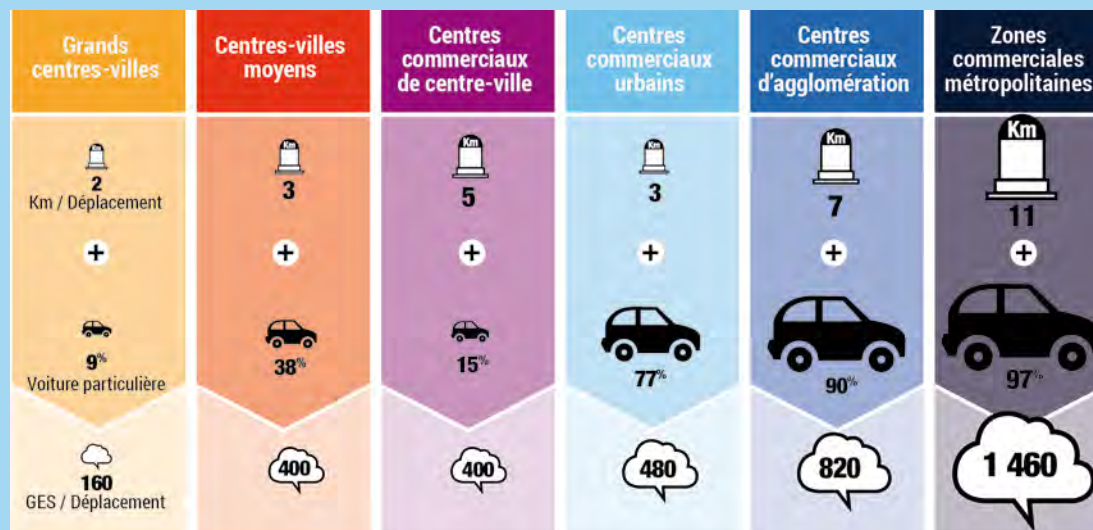 Grands
centres-villes
Centres-villes
moyens
Centres
commerciaux
de centre-ville
Centres
commerciaux
urbains
Centres
commerciaux
d'agglomération
Zones
commerciales
métropolitaines
2
Km / Déplacement
Km
3
Km
5
Km
3
Km
7
Km
11
+
+
+
+
+
+
9%
Voiture particulière
38%
15%
77%
90%
97%
160
GES / Déplacement
400
400
480
820
1 460